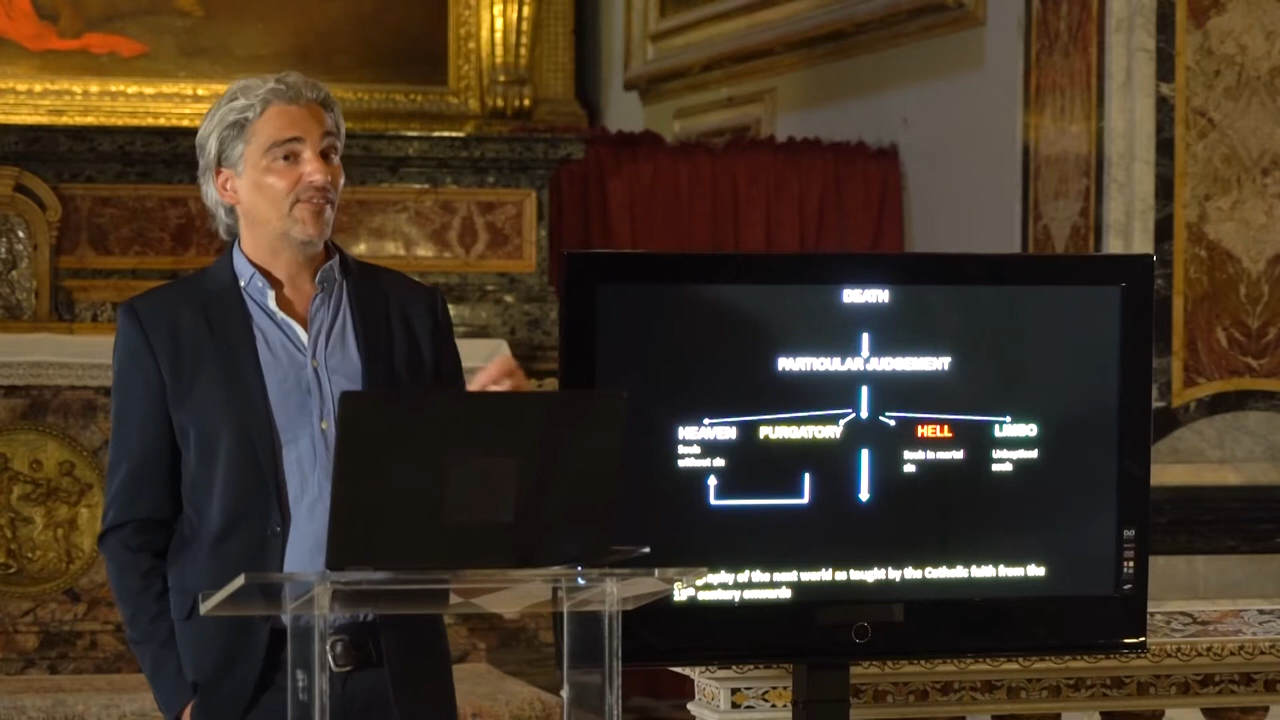 DEATH
PARTICULAR JUDGEMENT
HEAVEN
PURGATORY
HELL
LIMBO
Souls
without sin
Souls in mortal
sin
Unbaptised
souls
of the next world as taught by the Catholic faith from the
century onwards